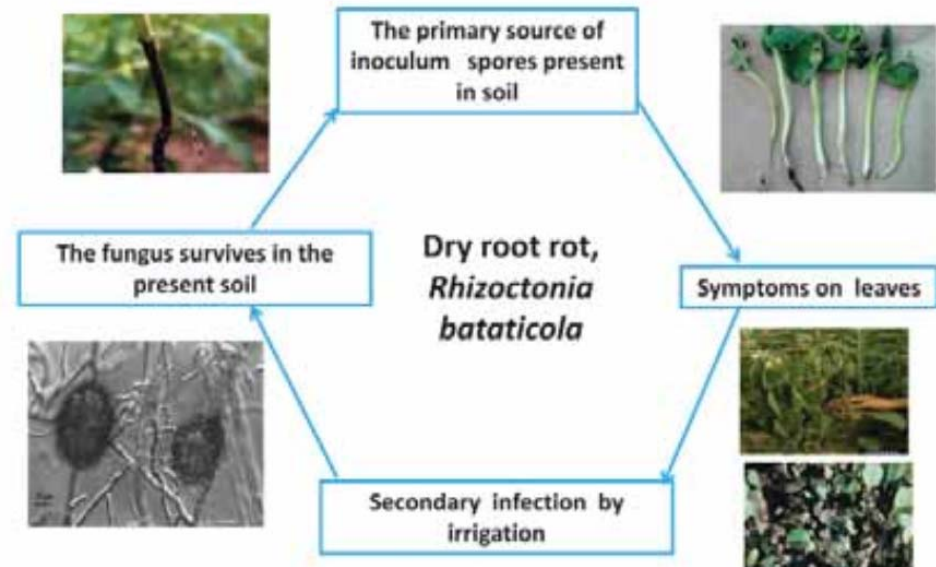 The primary source of
inoculum spores present
in soil
The fungus survives in the
present soil
Dry root rot,
Rhizoctonia
bataticola
Symptoms on leaves
Secondary infection by
irrigation